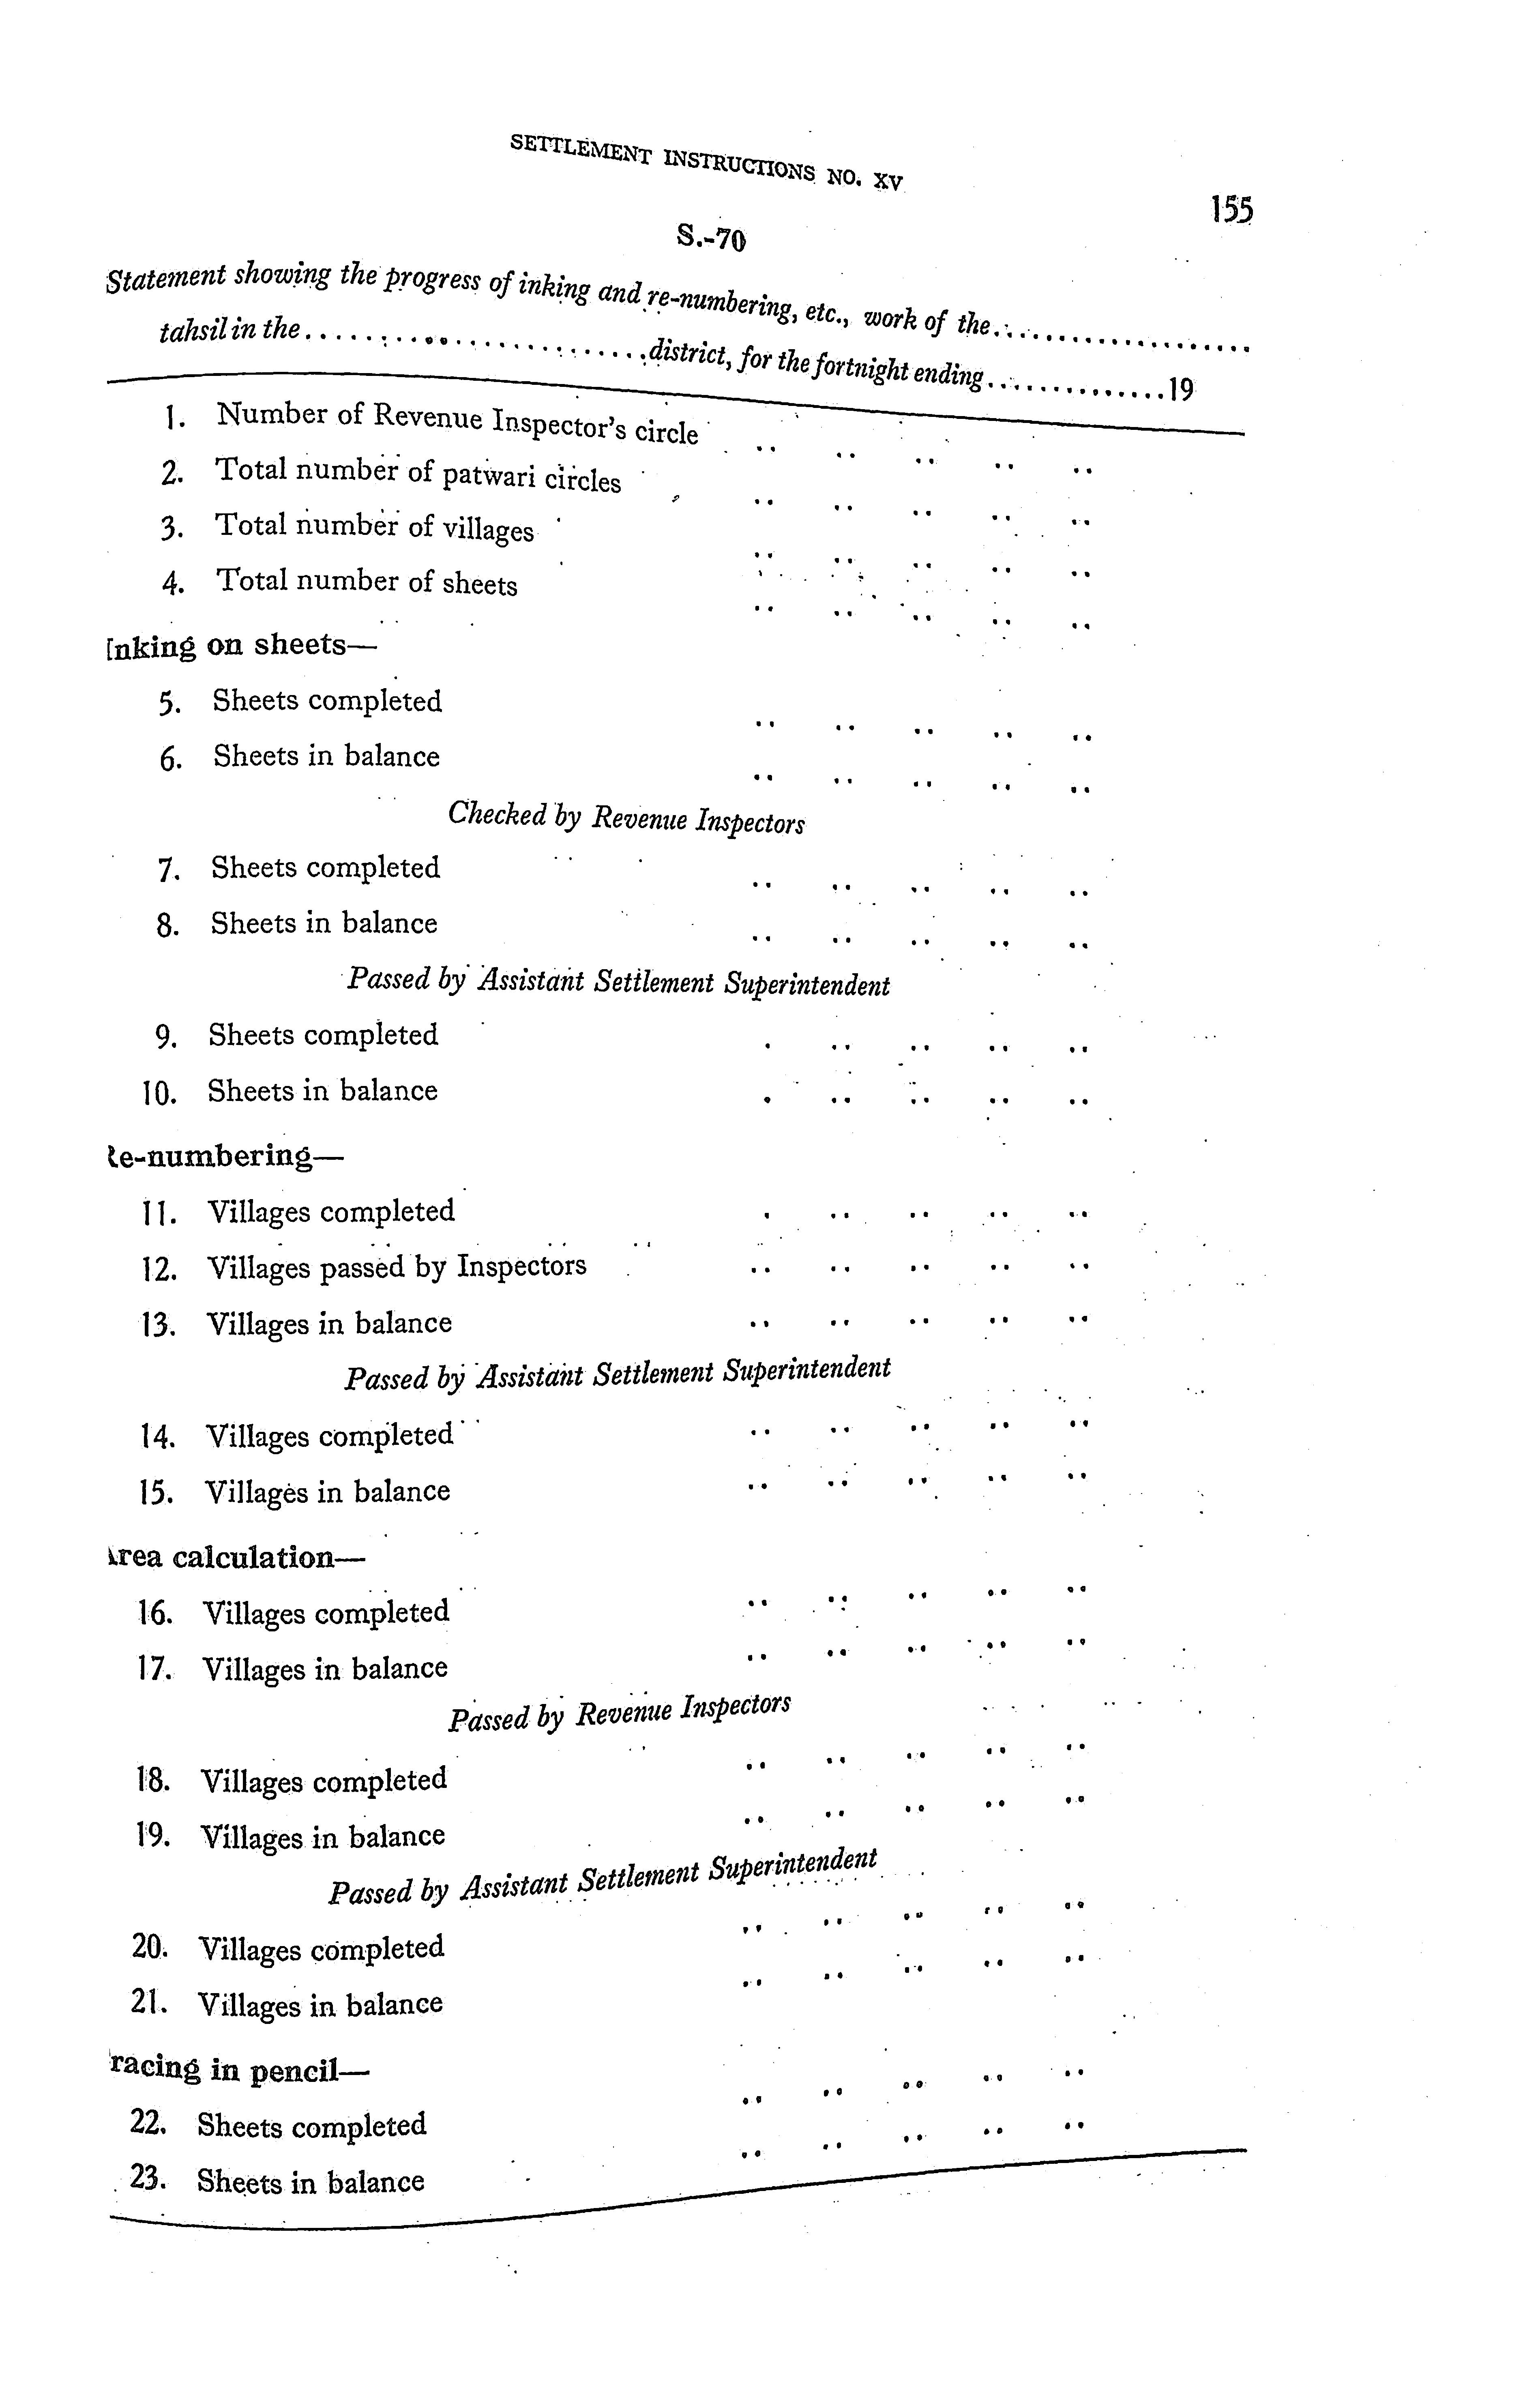 SETTLEMENT INSTRUCTIONS NO. XV
155
S.-70
Statement showing the progress of inking and re-numbering, etc., work of the....................
tahsil in the.............................district, for the fortnight ending..............19
1. Number of Revenue Inspector's circle .. .. .. .. ..
2. Total number of patwari circles .. .. .. .. ..
3. Total number of villages .. .. .. .. ..
4. Total number of sheets .. .. .. .. ..
Inking on sheets—
5. Sheets completed .. .. .. .. ..
6. Sheets in balance .. .. .. .. ..
Checked by Revenue Inspectors
7. Sheets completed .. .. .. .. ..
8. Sheets in balance .. .. .. .. ..
Passed by Assistant Settlement Superintendent
9. Sheets completed . .. .. .. ..
10. Sheets in balance . .. .. .. ..
Re-numbering—
11. Villages completed . .. .. .. ..
12. Villages passed by Inspectors .. .. .. .. ..
13. Villages in balance .. .. .. .. ..
Passed by Assistant Settlement Superintendent
14. Villages completed .. .. .. .. ..
15. Villages in balance .. .. .. .. ..
Area calculation—
16. Villages completed .. .. .. .. ..
17. Villages in balance .. .. .. .. ..
Passed by Revenue Inspectors
18. Villages completed .. .. .. .. ..
19. Villages in balance .. .. .. .. ..
Passed by Assistant Settlement Superintendent
20. Villages completed .. .. .. .. ..
21. Villages in balance .. .. .. .. ..
racing in pencil—
22. Sheets completed .. .. .. .. ..
23. Sheets in balance .. .. .. .. ..